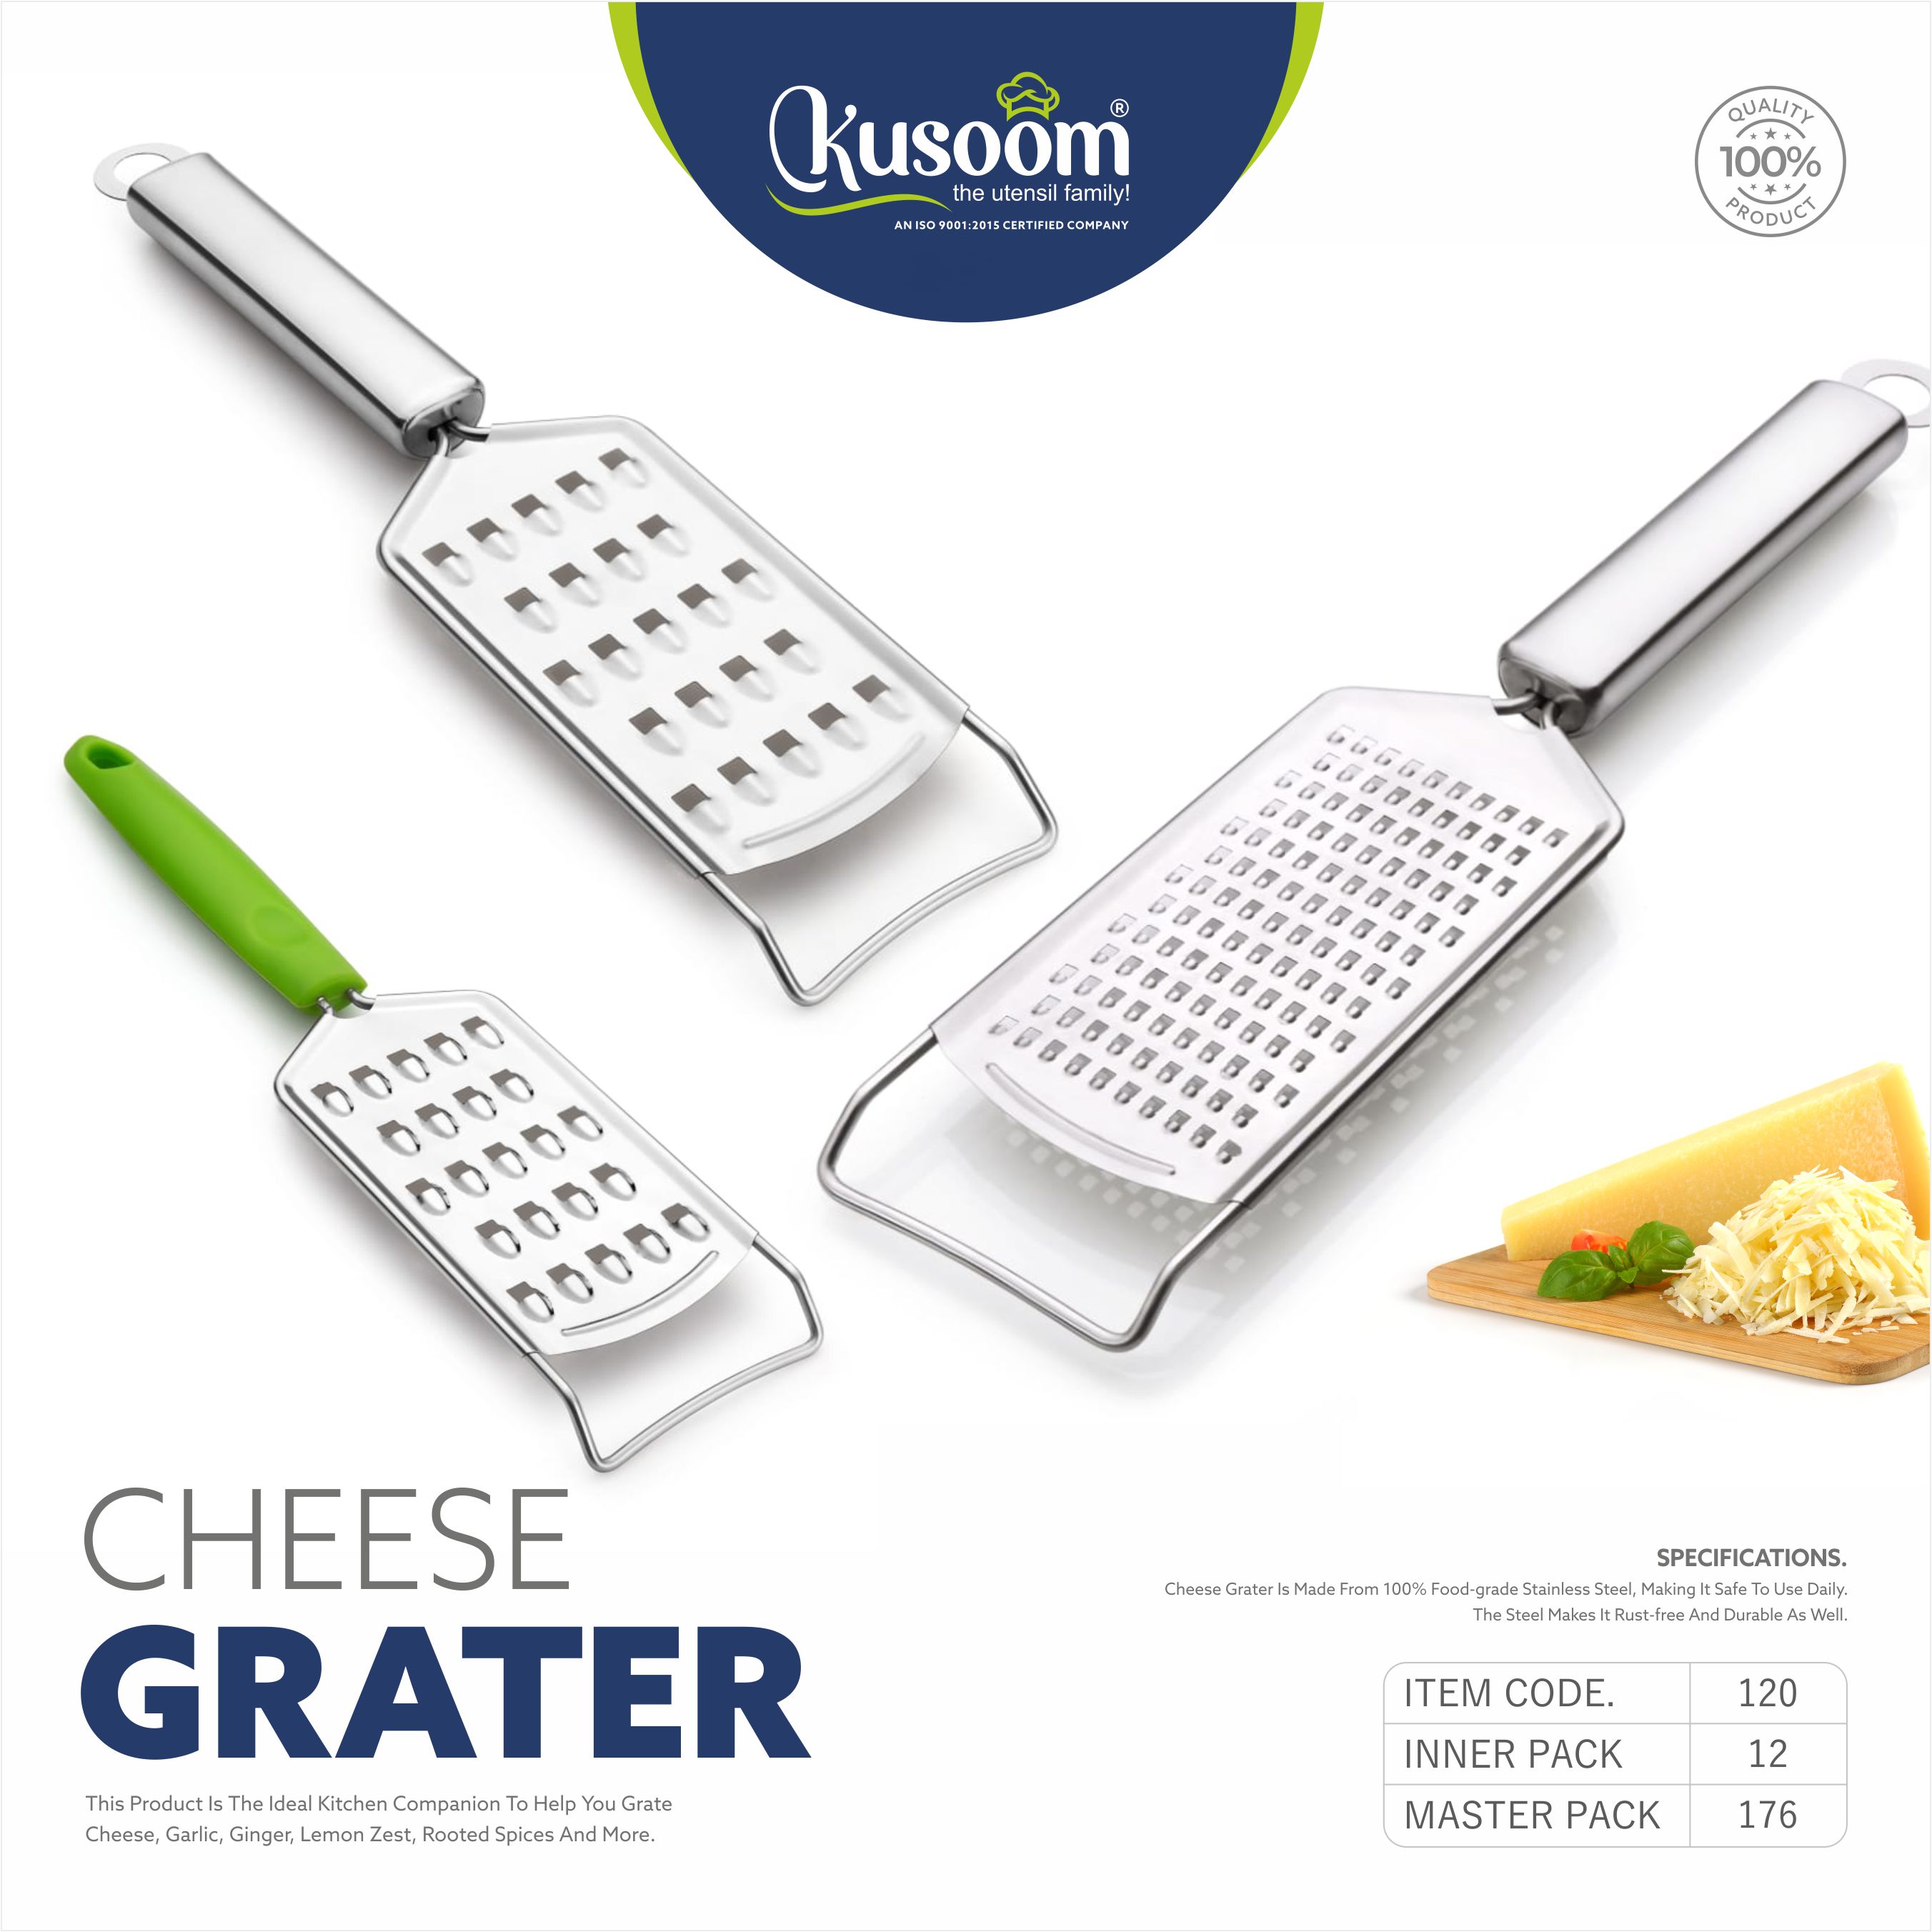 Kusoom®
the utensil family!
AN ISO 9001:2015 CERTIFIED COMPANY
QUALITY
100%
PRODUCT
CHEESE
GRATER
This Product Is The Ideal Kitchen Companion To Help You Grate
Cheese, Garlic, Ginger, Lemon Zest, Rooted Spices And More.
SPECIFICATIONS.
Cheese Grater Is Made From 100% Food-grade Stainless Steel, Making It Safe To Use Daily.
The Steel Makes It Rust-free And Durable As Well.
ITEM CODE. 120
INNER PACK 12
MASTER PACK 176